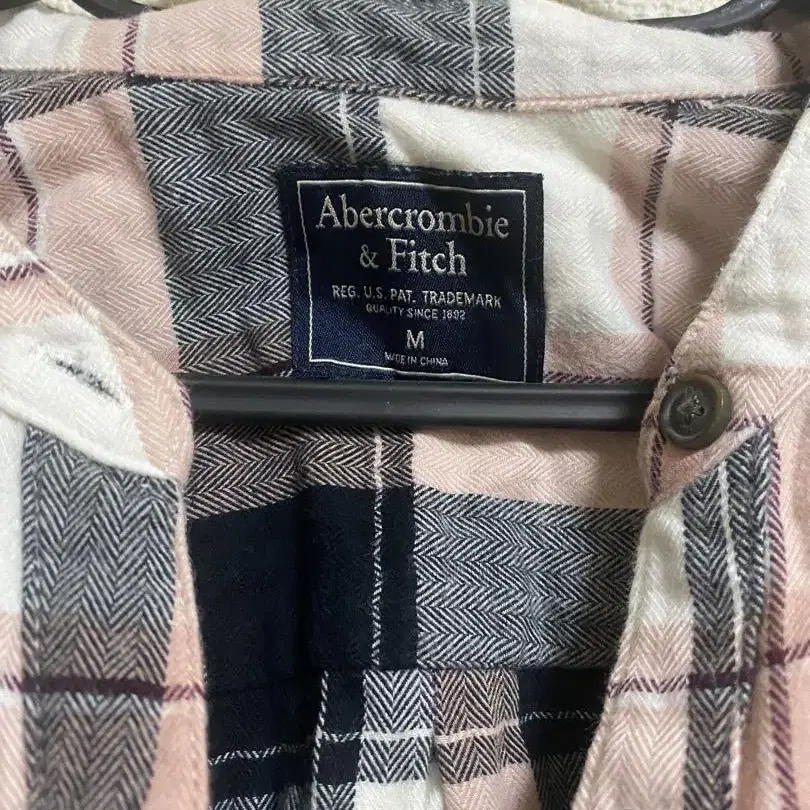 Abercrombie
& Fitch
REG. U.S. PAT. TRADEMARK
QUALITY SINCE 1892
M
MADE IN CHINA